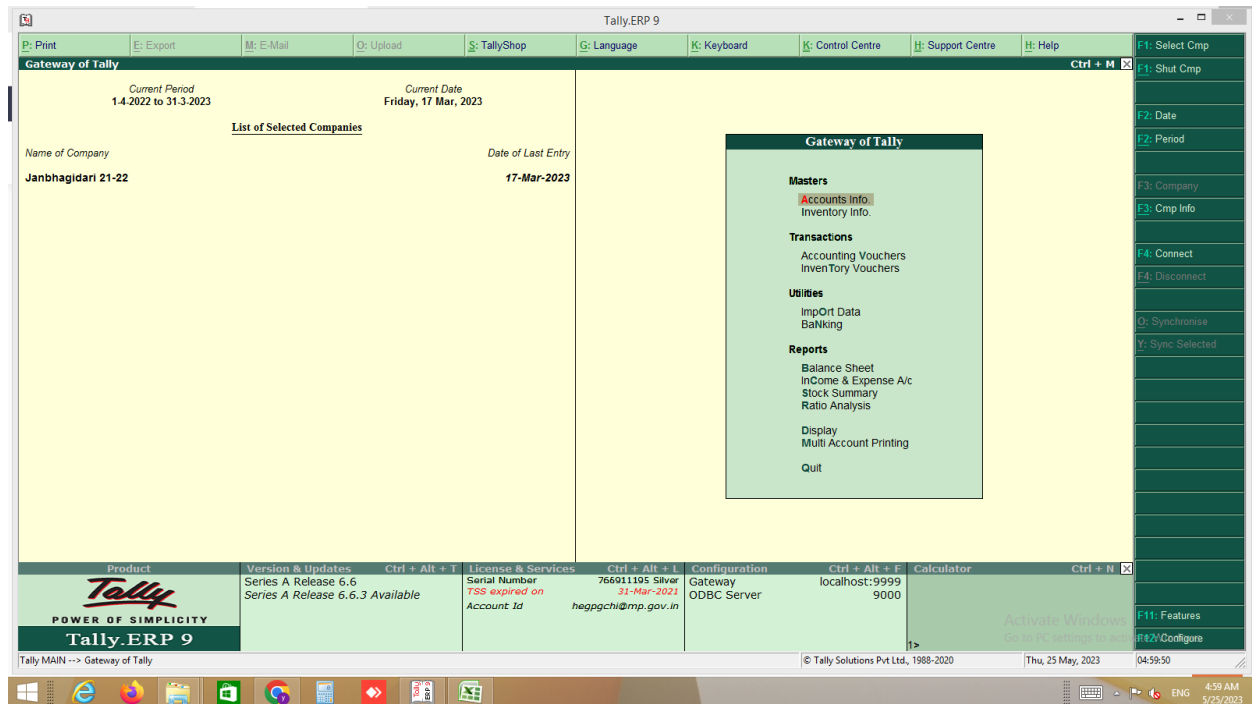 Tally.ERP 9
P: Print E: Export M: E-Mail O: Upload S: TallyShop G: Language K: Keyboard K: Control Centre H: Support Centre H: Help
Gateway of Tally Ctrl + M
Current Period Current Date
1-4-2022 to 31-3-2023 Friday, 17 Mar, 2023
List of Selected Companies
Name of Company Date of Last Entry
Janbhagidari 21-22 17-Mar-2023
Gateway of Tally
Masters
Accounts Info.
Inventory Info.
Transactions
Accounting Vouchers
InvenTory Vouchers
Utilities
ImpOrt Data
BaNking
Reports
Balance Sheet
InCome & Expense A/c
Stock Summary
Ratio Analysis
Display
Multi Account Printing
Quit
F1: Select Cmp
F1: Shut Cmp
F2: Date
F2: Period
F3: Company
F3: Cmp Info
F4: Connect
F4: Disconnect
O: Synchronise
Y: Sync Selected
F11: Features
F12: Configure
Product
Tally
POWER OF SIMPLICITY
Tally.ERP 9
Version & Updates Ctrl + Alt + T
Series A Release 6.6
Series A Release 6.6.3 Available
License & Services Ctrl + Alt + L
Serial Number 766911195 Silver
TSS expired on 31-Mar-2021
Account Id hegpgchi@mp.gov.in
Configuration Ctrl + Alt + F
Gateway localhost:9999
ODBC Server 9000
Calculator Ctrl + N
1>
Activate Windows
Go to PC settings to
Tally MAIN --> Gateway of Tally © Tally Solutions Pvt Ltd., 1988-2020 Thu, 25 May, 2023 04:59:50
Tally
ERP 9
ENG
4:59 AM
5/25/2023